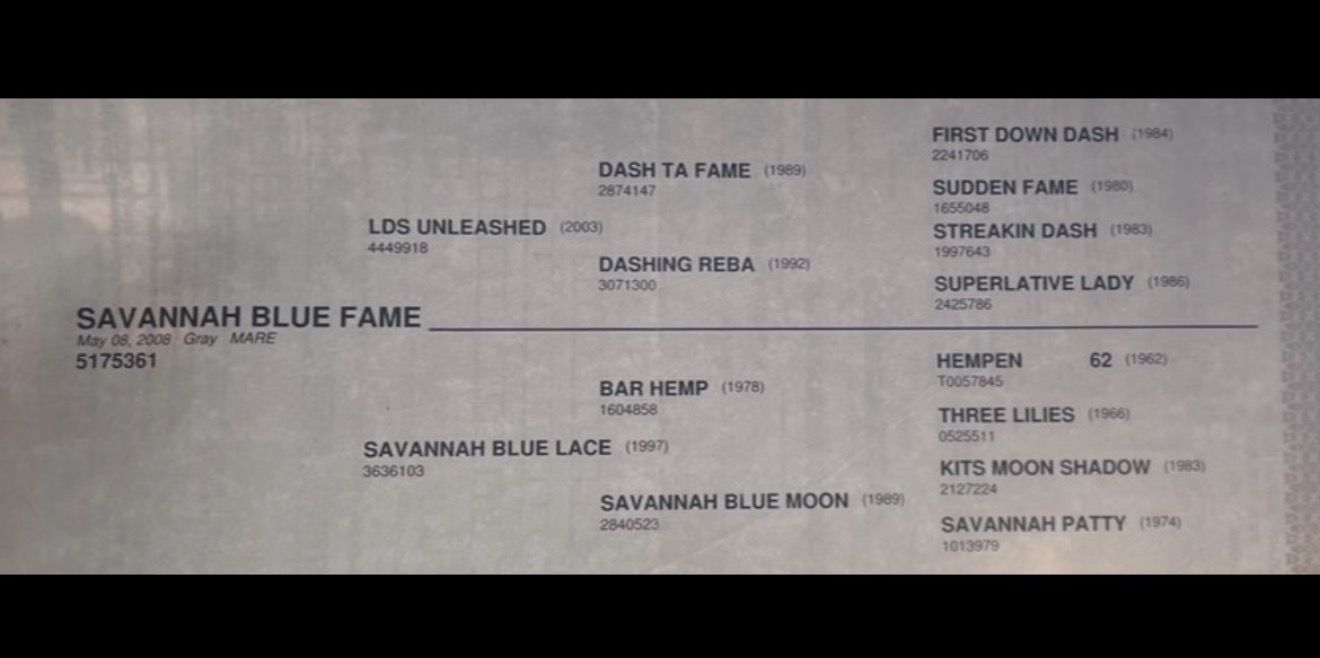 FIRST DOWN DASH (1984)
2241706
DASH TA FAME (1989)
2874147
SUDDEN FAME (1980)
1655048
LDS UNLEASHED (2003)
4449918
STREAKIN DASH (1983)
1997643
DASHING REBA (1992)
3071300
SUPERLATIVE LADY (1986)
2425786
SAVANNAH BLUE FAME
May 08, 2008 Gray MARE
5175361
HEMPEN 62 (1962)
T0057845
BAR HEMP (1978)
1604858
THREE LILIES (1966)
0525511
SAVANNAH BLUE LACE (1997)
3636103
KITS MOON SHADOW (1983)
2127224
SAVANNAH BLUE MOON (1989)
2840523
SAVANNAH PATTY (1974)
1013979